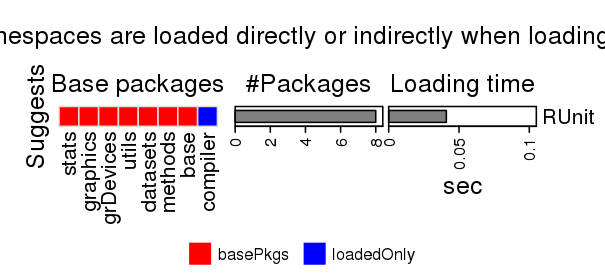 nespaces are loaded directly or indirectly when loading
Suggests
Base packages
stats
graphics
grDevices
utils
datasets
methods
base
compiler
#Packages
0
2
4
6
8
Loading time
0
0.05
0.1
sec
RUnit
basePkgs
loadedOnly